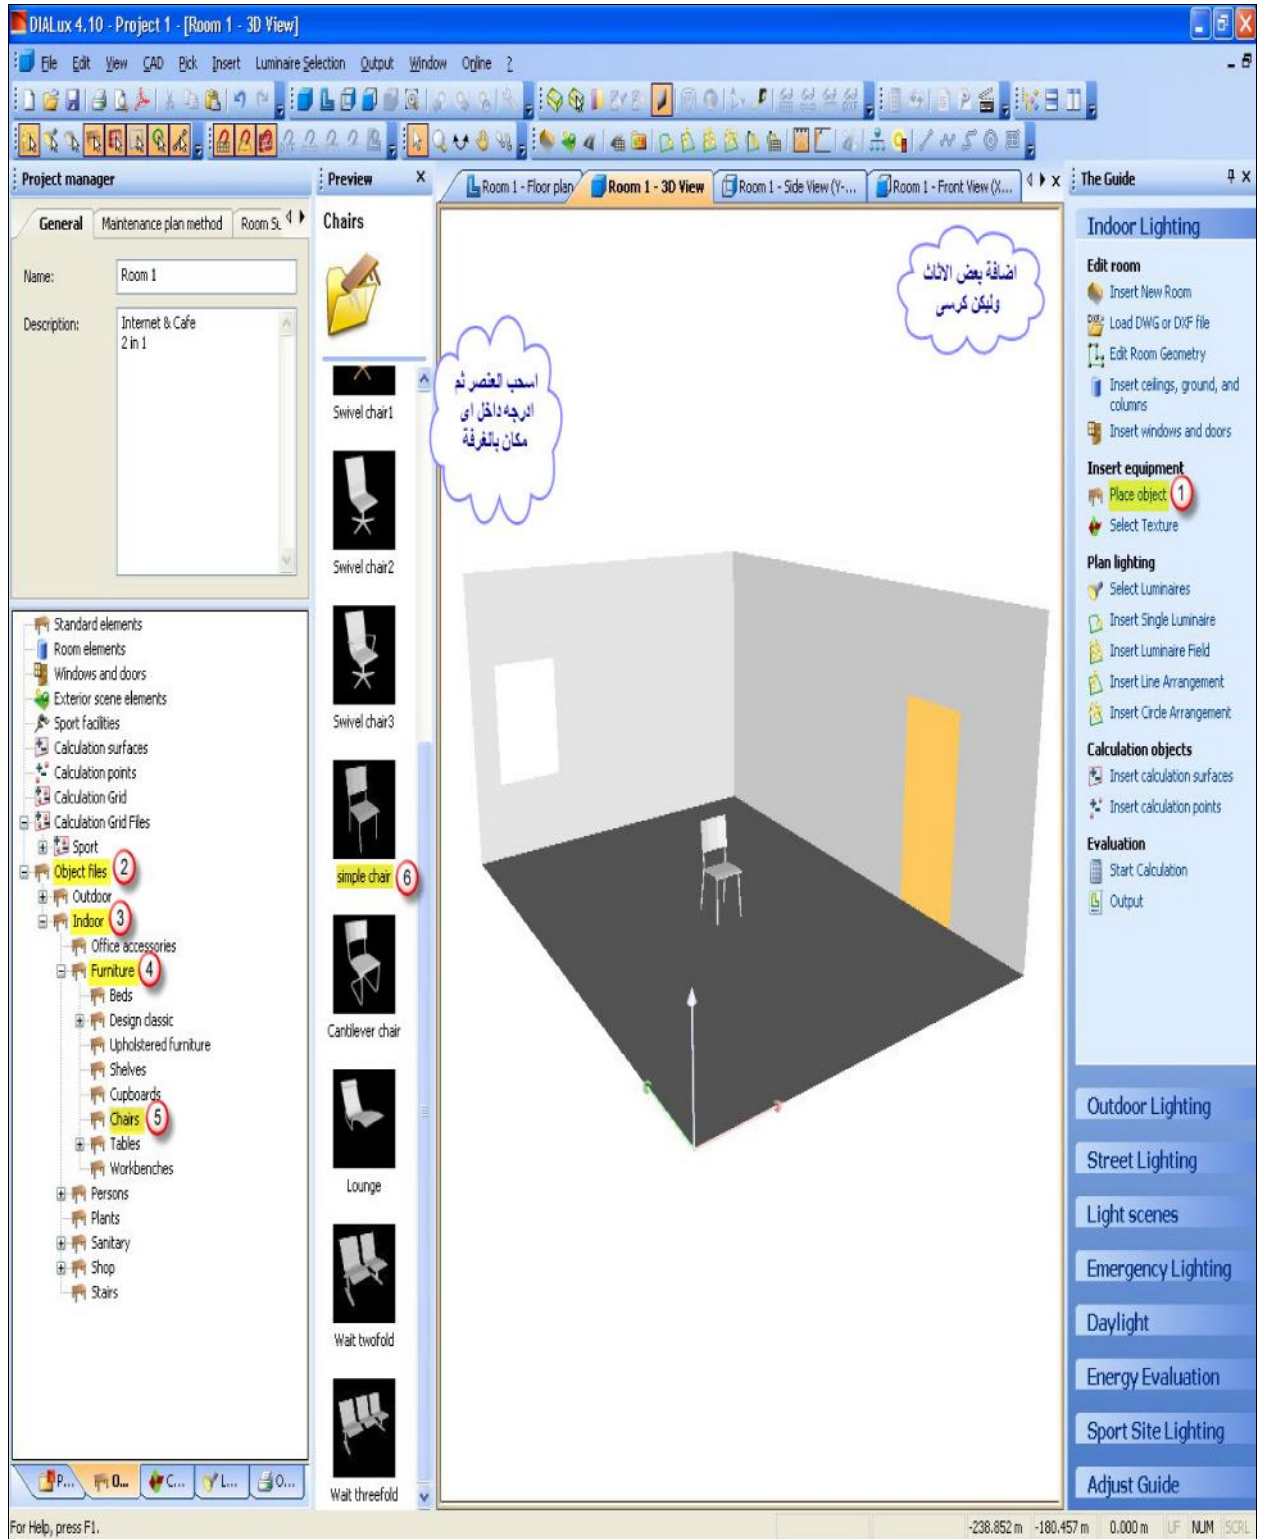 DIALux 4.10 - Project 1 - [Room 1 - 3D View]
File Edit View CAD Pick Insert Luminaire Selection Output Window Online ?
Project manager
General Maintenance plan method Room Su
Name: Room 1
Description: Internet & Cafe
2 in 1
Standard elements
Room elements
Windows and doors
Exterior scene elements
Sport facilities
Calculation surfaces
Calculation points
Calculation Grid
Calculation Grid Files
Sport
Object files 2
Outdoor
Indoor 3
Office accessories
Furniture 4
Beds
Design classic
Upholstered furniture
Shelves
Cupboards
Chairs 5
Tables
Workbenches
Persons
Plants
Sanitary
Shop
Stairs
P... O... C... L... O...
Preview
Chairs
Swivel chair1
Swivel chair2
Swivel chair3
simple chair 6
Cantilever chair
Lounge
Wait twofold
Wait threefold
Room 1 - Floor plan Room 1 - 3D View Room 1 - Side View (Y-... Room 1 - Front View (X...
اضافة بعض الاثاث
وليكن كرسى
اسحب العنصر ثم
ادرجه داخل اى
مكان بالغرفة
The Guide
Indoor Lighting
Edit room
Insert New Room
Load DWG or DXF file
Edit Room Geometry
Insert ceilings, ground, and
columns
Insert windows and doors
Insert equipment
Place object 1
Select Texture
Plan lighting
Select Luminaires
Insert Single Luminaire
Insert Luminaire Field
Insert Line Arrangement
Insert Circle Arrangement
Calculation objects
Insert calculation surfaces
Insert calculation points
Evaluation
Start Calculation
Output
Outdoor Lighting
Street Lighting
Light scenes
Emergency Lighting
Daylight
Energy Evaluation
Sport Site Lighting
Adjust Guide
For Help, press F1.
-238.852 m -180.457 m 0.000 m UF NUM SCRL